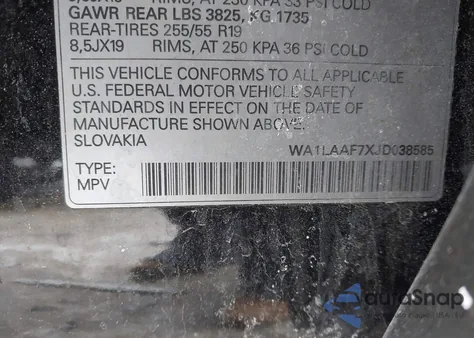 GAWR REAR LBS 3825, KG 1735
REAR-TIRES 255/55 R19
8,5JX19 RIMS, AT 250 KPA 36 PSI COLD
THIS VEHICLE CONFORMS TO ALL APPLICABLE
U.S. FEDERAL MOTOR VEHICLE SAFETY
STANDARDS IN EFFECT ON THE DATE OF
MANUFACTURE SHOWN ABOVE.
SLOVAKIA WA1LAAF7XJD038585
TYPE:
MPV
autoSnap